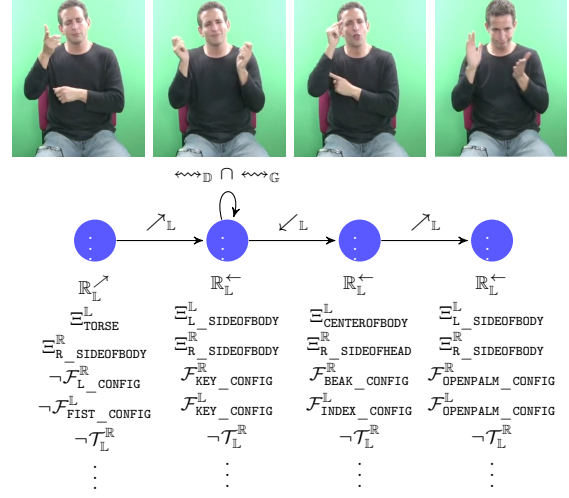 ↭𝔻 ∩ ↭𝔾
↗𝕃 ↙𝕃 ↗𝕃
ℝ𝕃↗ ℝ𝕃← ℝ𝕃← ℝ𝕃←
Ξ𝕃TORSE Ξ𝕃L_SIDEOFBODY Ξ𝕃CENTEROFBODY Ξ𝕃L_SIDEOFBODY
ΞℝR_SIDEOFBODY ΞℝR_SIDEOFBODY ΞℝR_SIDEOFHEAD ΞℝR_SIDEOFBODY
¬ℱℝL_CONFIG ℱℝKEY_CONFIG ℱℝBEAK_CONFIG ℱℝOPENPALM_CONFIG
¬ℱ𝕃FIST_CONFIG ℱ𝕃KEY_CONFIG ℱ𝕃INDEX_CONFIG ℱ𝕃OPENPALM_CONFIG
¬𝒯ℝ𝕃 ¬𝒯ℝ𝕃 ¬𝒯ℝ𝕃 ¬𝒯ℝ𝕃
⋮ ⋮ ⋮ ⋮